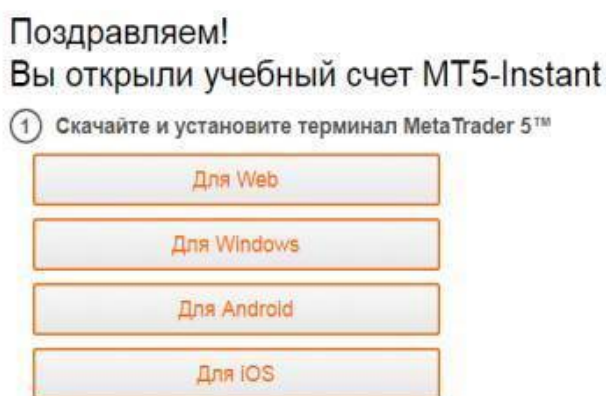 Поздравляем!
Вы открыли учебный счет MT5-Instant
1 Скачайте и установите терминал MetaTrader 5™
Для Web
Для Windows
Для Android
Для iOS